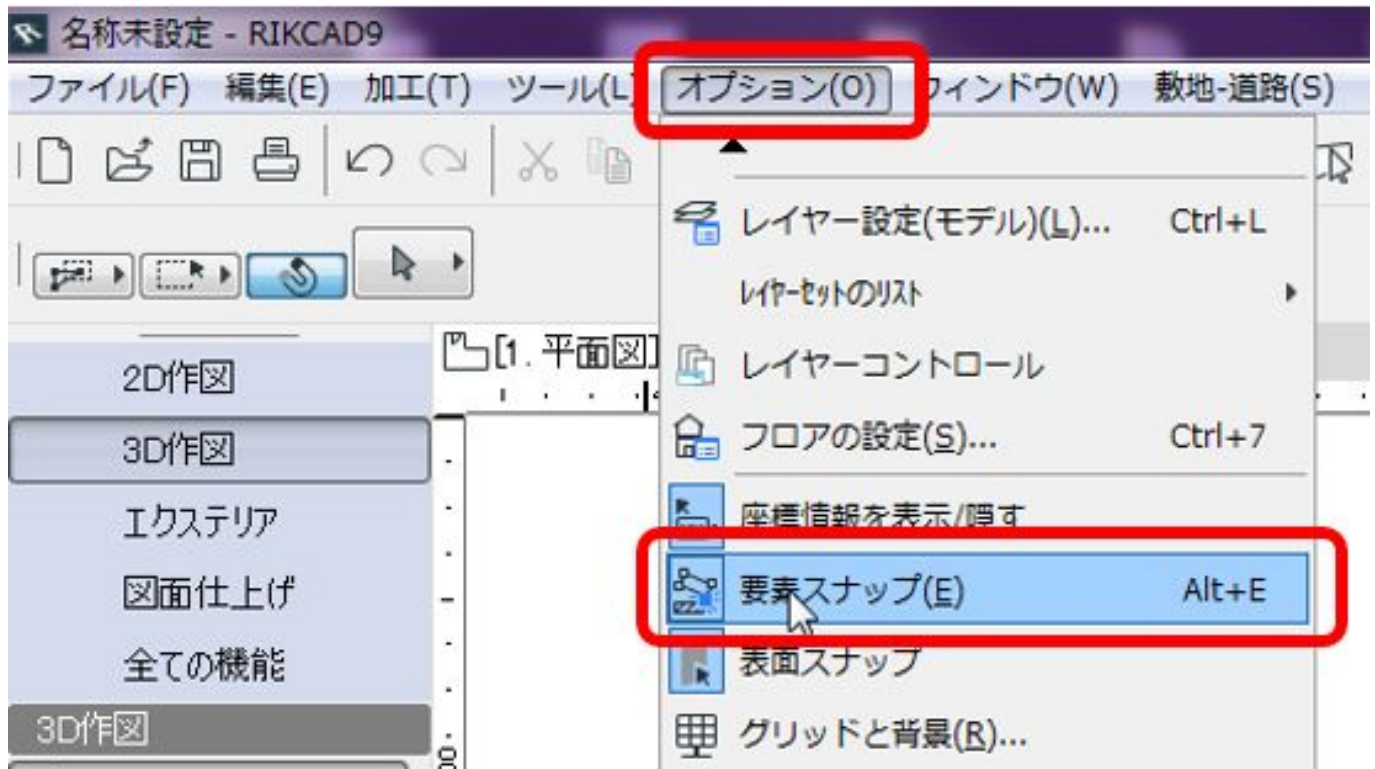 名称未設定 - RIKCAD9
ファイル(F) 編集(E) 加工(T) ツール(L) オプション(O) ウィンドウ(W) 敷地-道路(S)
レイヤー設定(モデル)(L)... Ctrl+L
ﾚｲﾔｰｾｯﾄのﾘｽﾄ
[1. 平面図]
2D作図
レイヤーコントロール
3D作図
フロアの設定(S)... Ctrl+7
エクステリア
座標情報を表示/隠す
図面仕上げ
要素スナップ(E) Alt+E
全ての機能
表面スナップ
3D作図
グリッドと背景(R)...